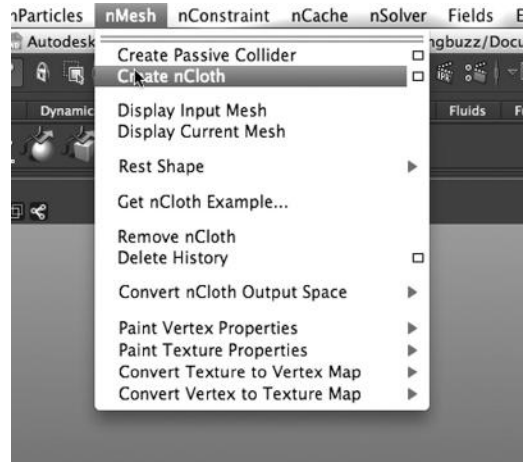 nParticles nMesh nConstraint nCache nSolver Fields
Autodesk
ngbuzz/Docu
Create Passive Collider
Create nCloth
Dynamic
Fluids
Display Input Mesh
Display Current Mesh
Rest Shape
Get nCloth Example...
Remove nCloth
Delete History
Convert nCloth Output Space
Paint Vertex Properties
Paint Texture Properties
Convert Texture to Vertex Map
Convert Vertex to Texture Map